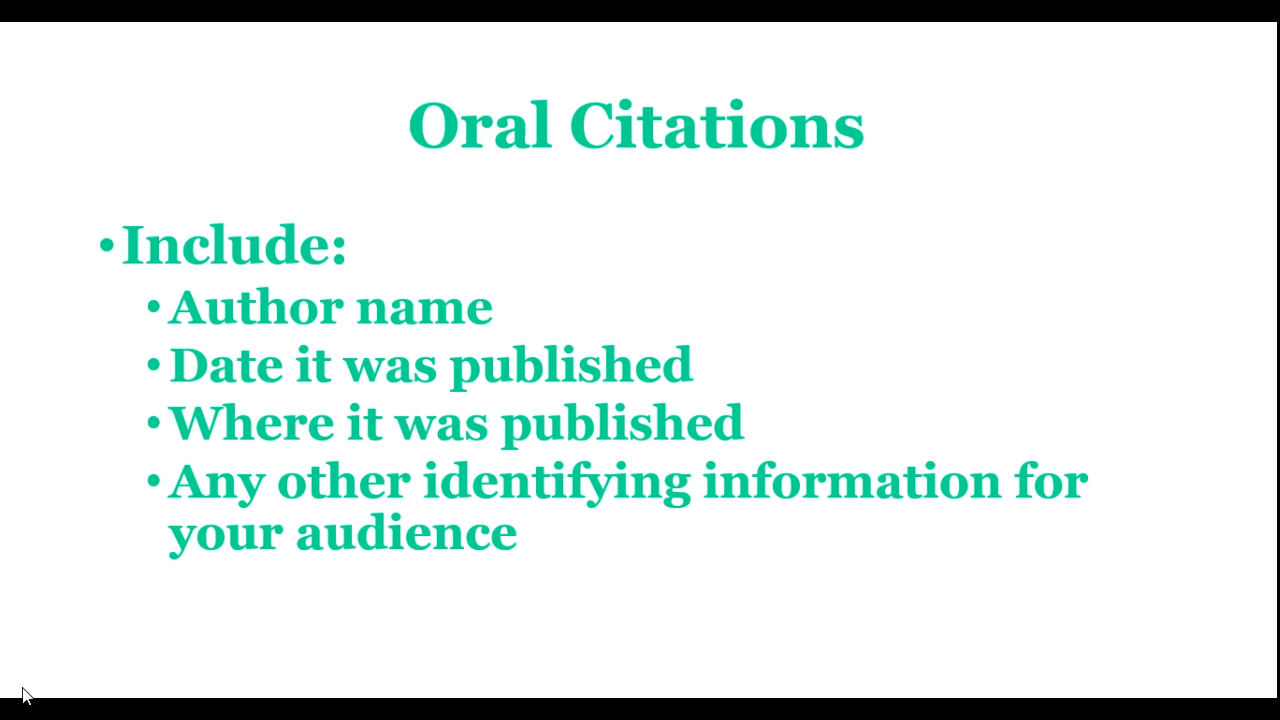 Oral Citations
•Include:
•Author name
•Date it was published
•Where it was published
•Any other identifying information for
your audience